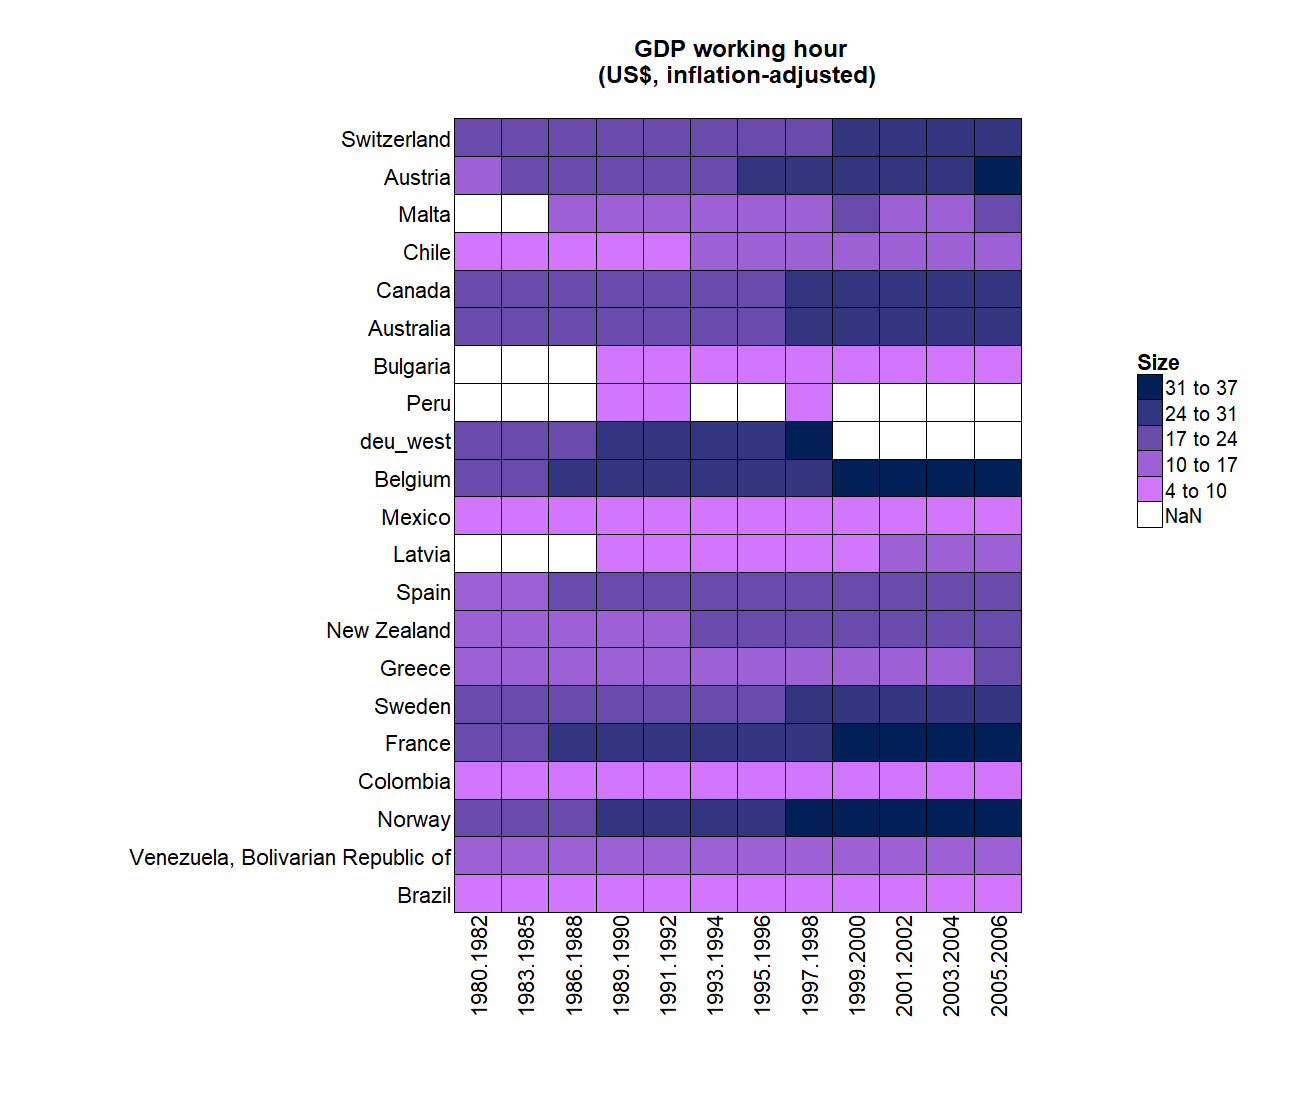 GDP working hour
(US$, inflation-adjusted)
Switzerland
Austria
Malta
Chile
Canada
Australia
Bulgaria
Peru
deu_west
Belgium
Mexico
Latvia
Spain
New Zealand
Greece
Sweden
France
Colombia
Norway
Venezuela, Bolivarian Republic of
Brazil
1980.1982
1983.1985
1986.1988
1989.1990
1991.1992
1993.1994
1995.1996
1997.1998
1999.2000
2001.2002
2003.2004
2005.2006
Size
31 to 37
24 to 31
17 to 24
10 to 17
4 to 10
NaN